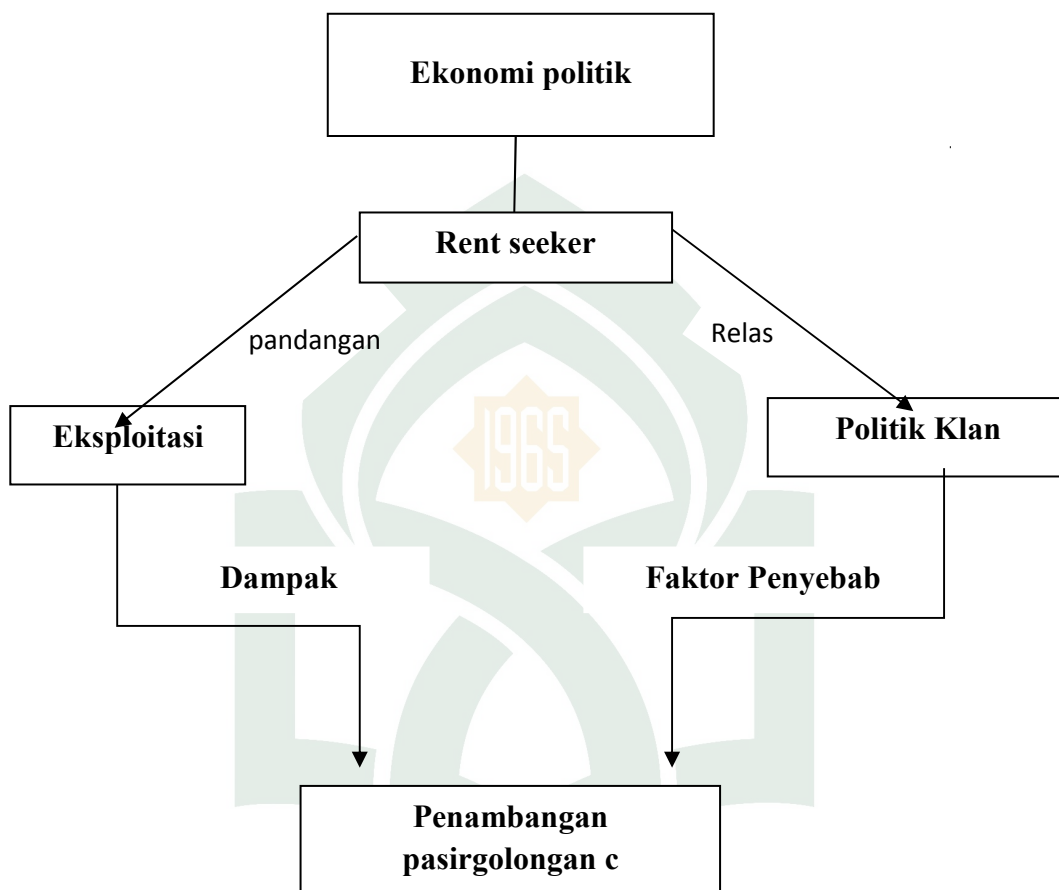 Ekonomi politik
Rent seeker
pandangan
Relas
Eksploitasi
Politik Klan
1965
Dampak
Faktor Penyebab
Penambangan
pasirgolongan c